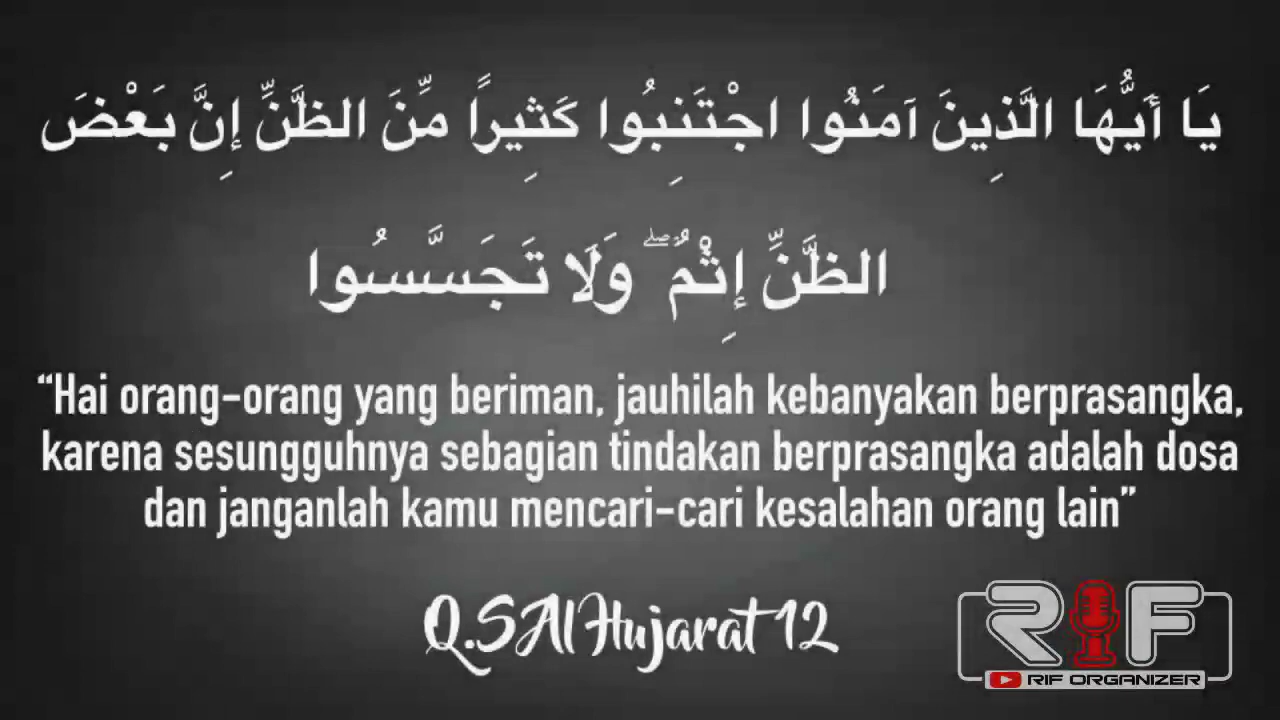 يَا أَيُّهَا الَّذِينَ آمَنُوا اجْتَنِبُوا كَثِيرًا مِّنَ الظَّنِّ إِنَّ بَعْضَ
الظَّنِّ إِثْمٌ ۖ وَلَا تَجَسَّسُوا
“Hai orang-orang yang beriman, jauhilah kebanyakan berprasangka,
karena sesungguhnya sebagian tindakan berprasangka adalah dosa
dan janganlah kamu mencari-cari kesalahan orang lain”
Q.S Al Hujarat 12
RIF
RIF ORGANIZER